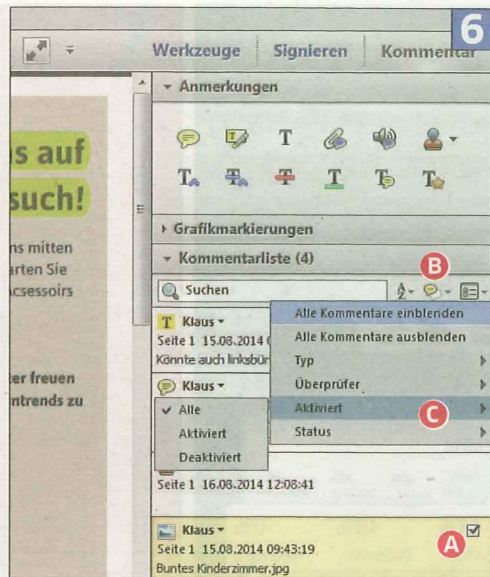 6
Werkzeuge Signieren Kommentar
Anmerkungen
s auf
such!
ns mitten
arten Sie
csessoirs
er freuen
ntrends zu
Grafikmarkierungen
Kommentarliste (4)
B
Suchen
T Klaus
Seite 1 15.08.2014
Könnte auch linksbün
Klaus
Alle Kommentare einblenden
Alle Kommentare ausblenden
Typ
Überprüfer
Aktiviert
C
Status
Alle
Aktiviert
Deaktiviert
Seite 1 16.08.2014 12:08:41
Klaus
A
Seite 1 15.08.2014 09:43:19
Buntes Kinderzimmer.jpg